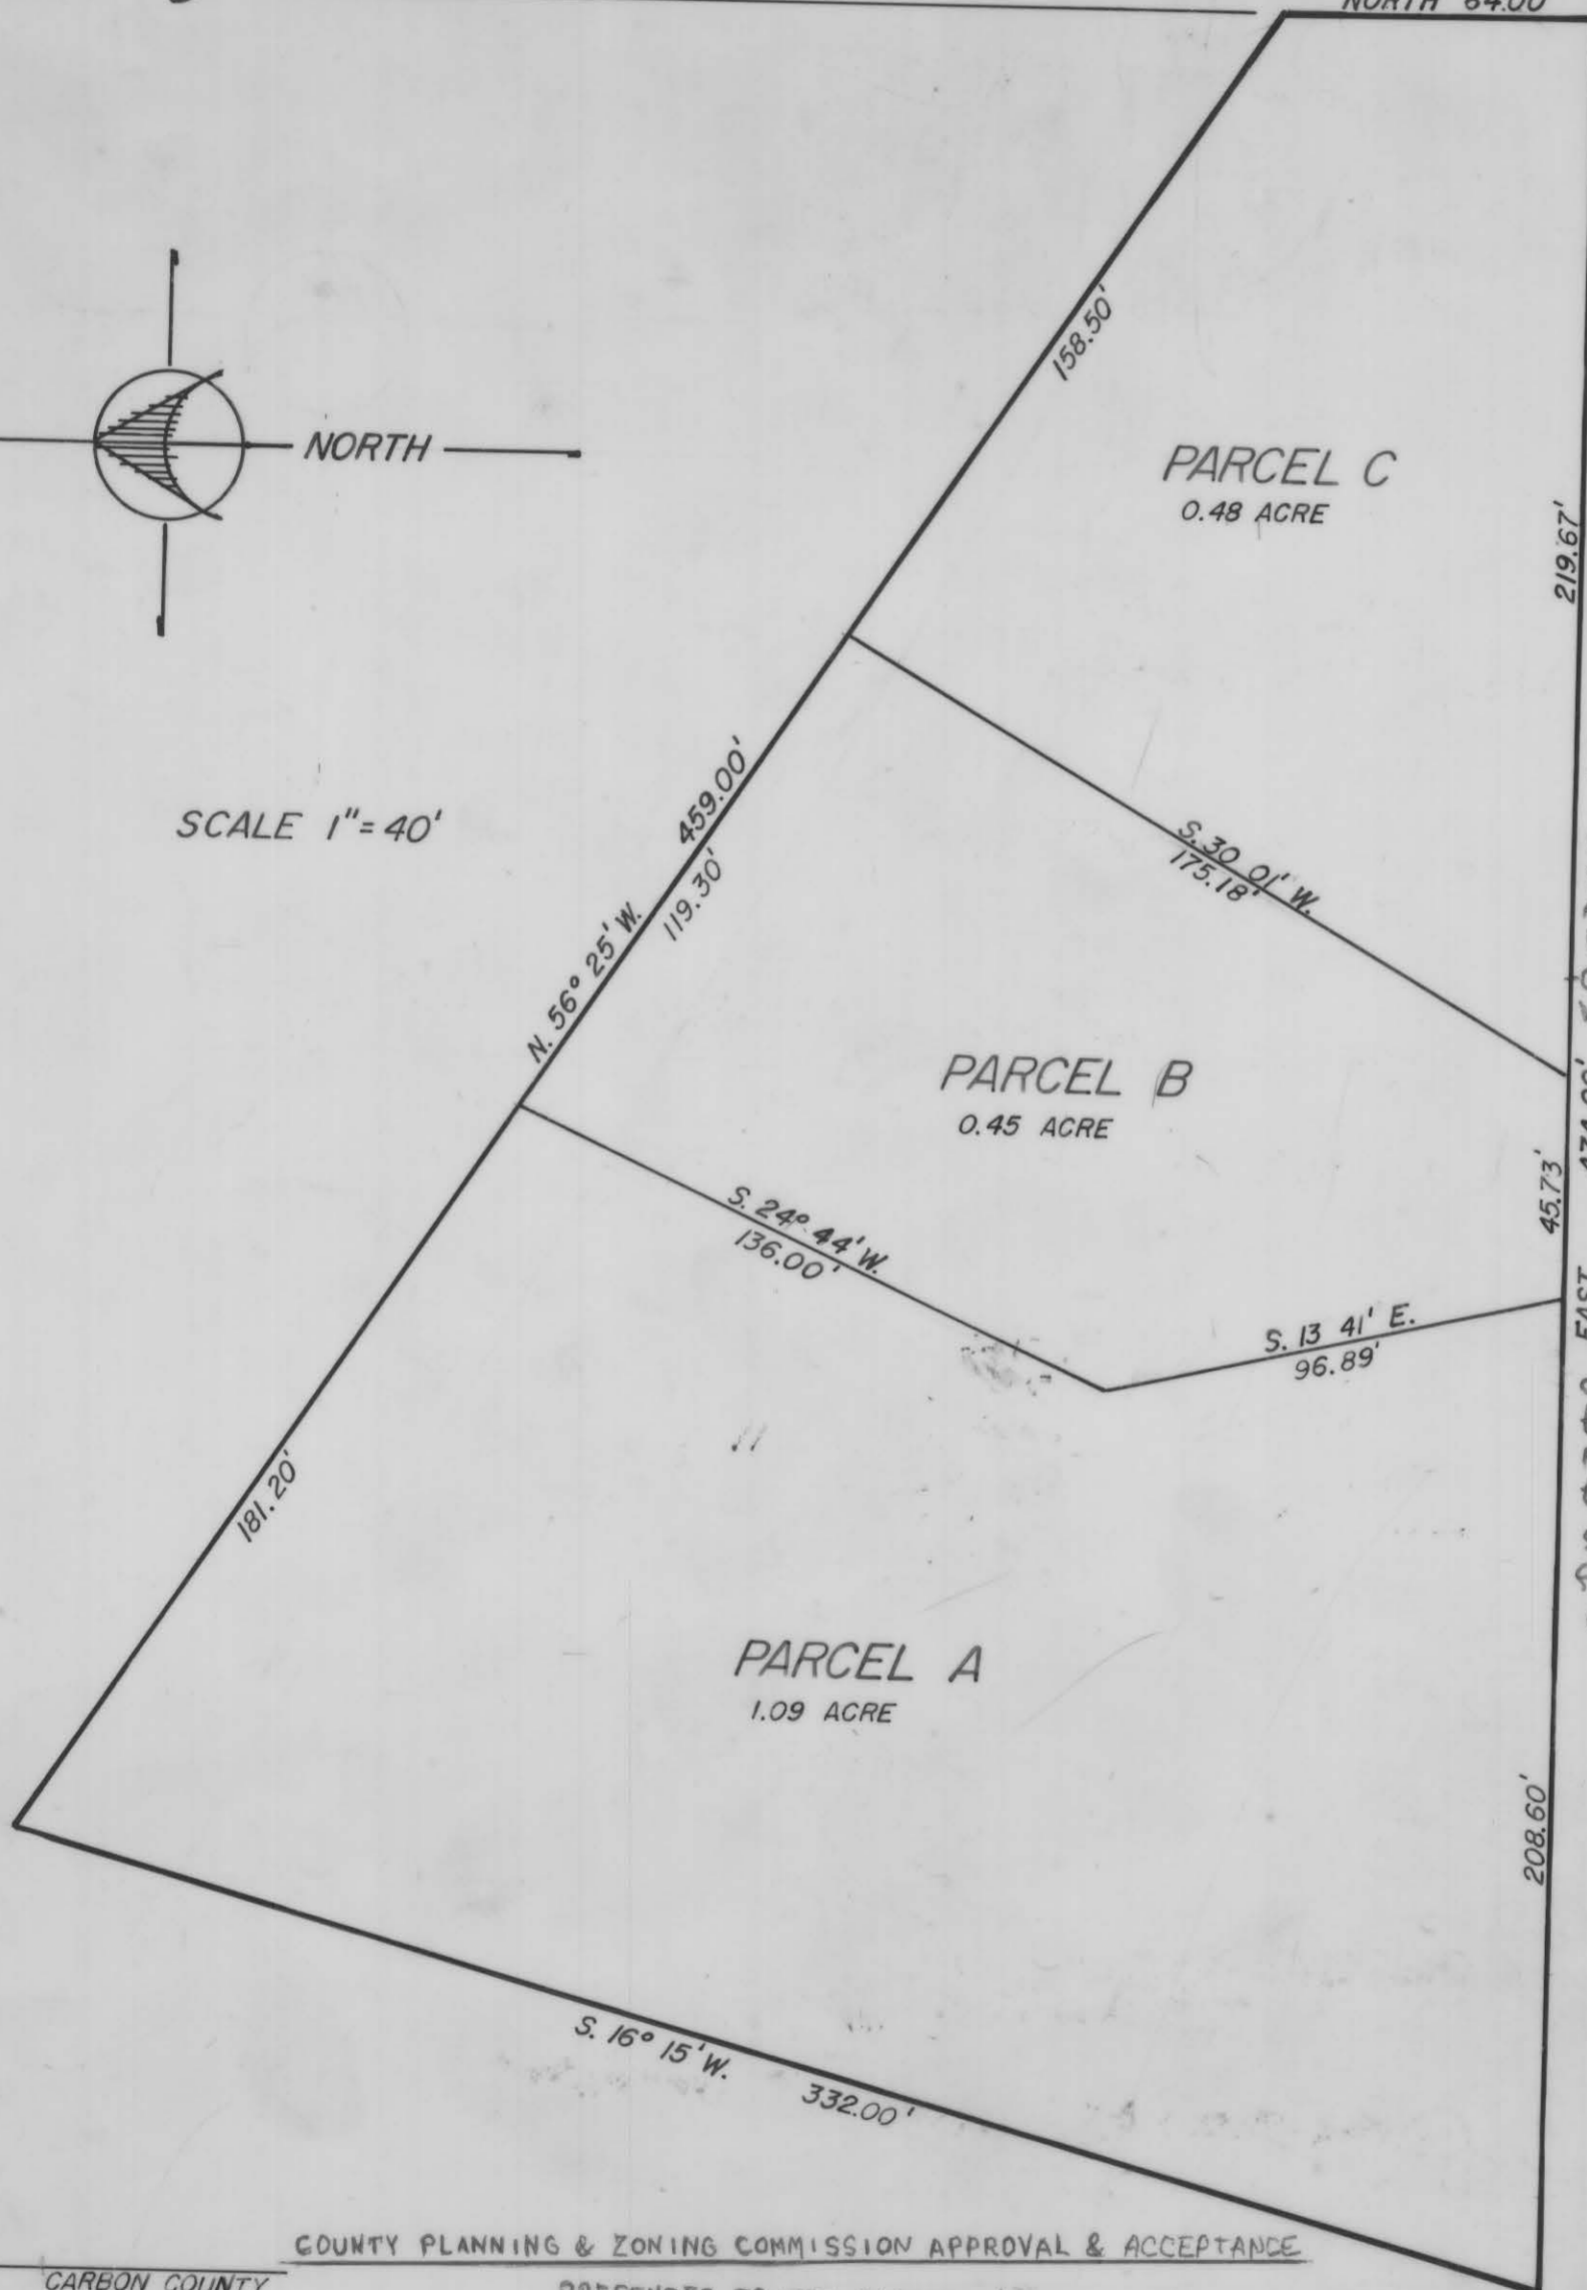 NORTH 64.00'
158.50'
NORTH
PARCEL C
0.48 ACRE
219.67'
SCALE 1"=40'
459.00'
119.30'
N. 56° 25' W.
S. 30 01' W.
175.18'
PARCEL B
0.45 ACRE
45.73'
EAST
S. 24° 44' W.
136.00'
S. 13 41' E.
96.89'
181.20'
PARCEL A
1.09 ACRE
208.60'
S. 16° 15' W. 332.00'
COUNTY PLANNING & ZONING COMMISSION APPROVAL & ACCEPTANCE
CARBON COUNTY